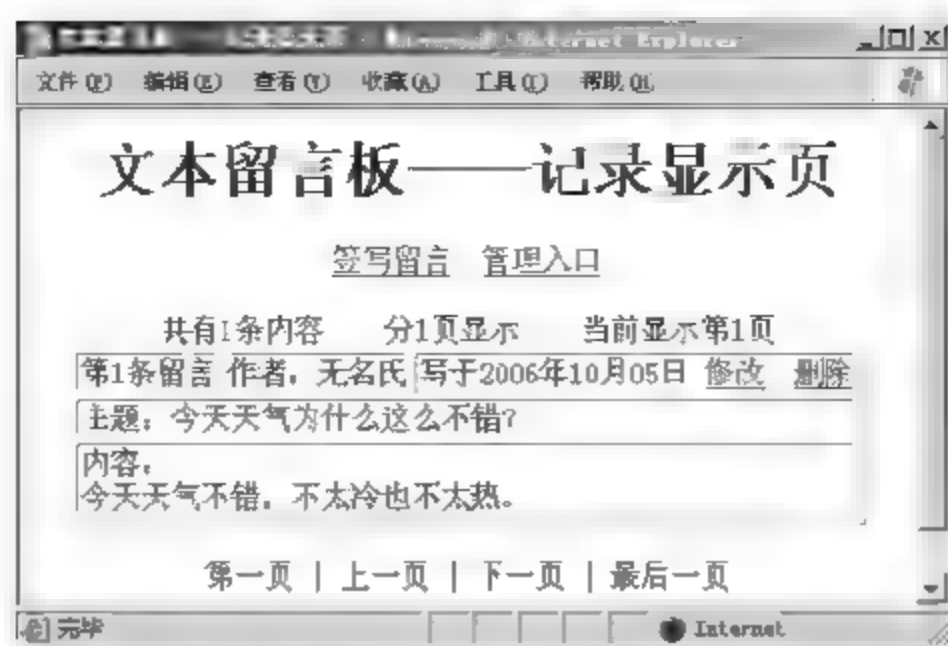 Internet Explorer
文件(F) 编辑(E) 查看(V) 收藏(A) 工具(T) 帮助(H)
文本留言板——记录显示页
签写留言 管理入口
共有1条内容 分1页显示 当前显示第1页
第1条留言 作者：无名氏 写于2006年10月05日 修改 删除
主题：今天天气为什么这么不错?
内容：
今天天气不错，不太冷也不太热。
第一页 | 上一页 | 下一页 | 最后一页
完毕 Internet